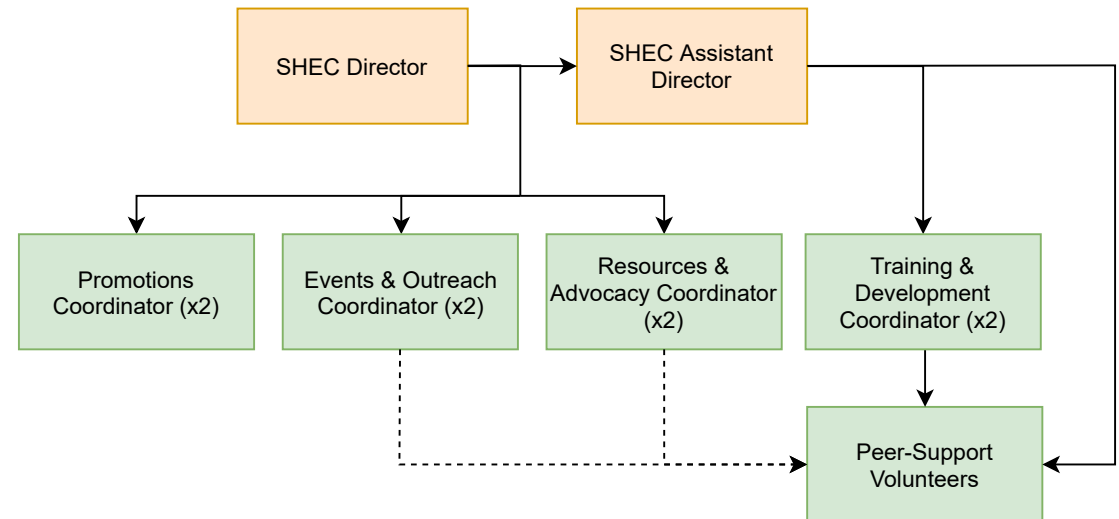 SHEC Director
SHEC Assistant
Director
Promotions
Coordinator (x2)
Events & Outreach
Coordinator (x2)
Resources &
Advocacy Coordinator
(x2)
Training &
Development
Coordinator (x2)
Peer-Support
Volunteers